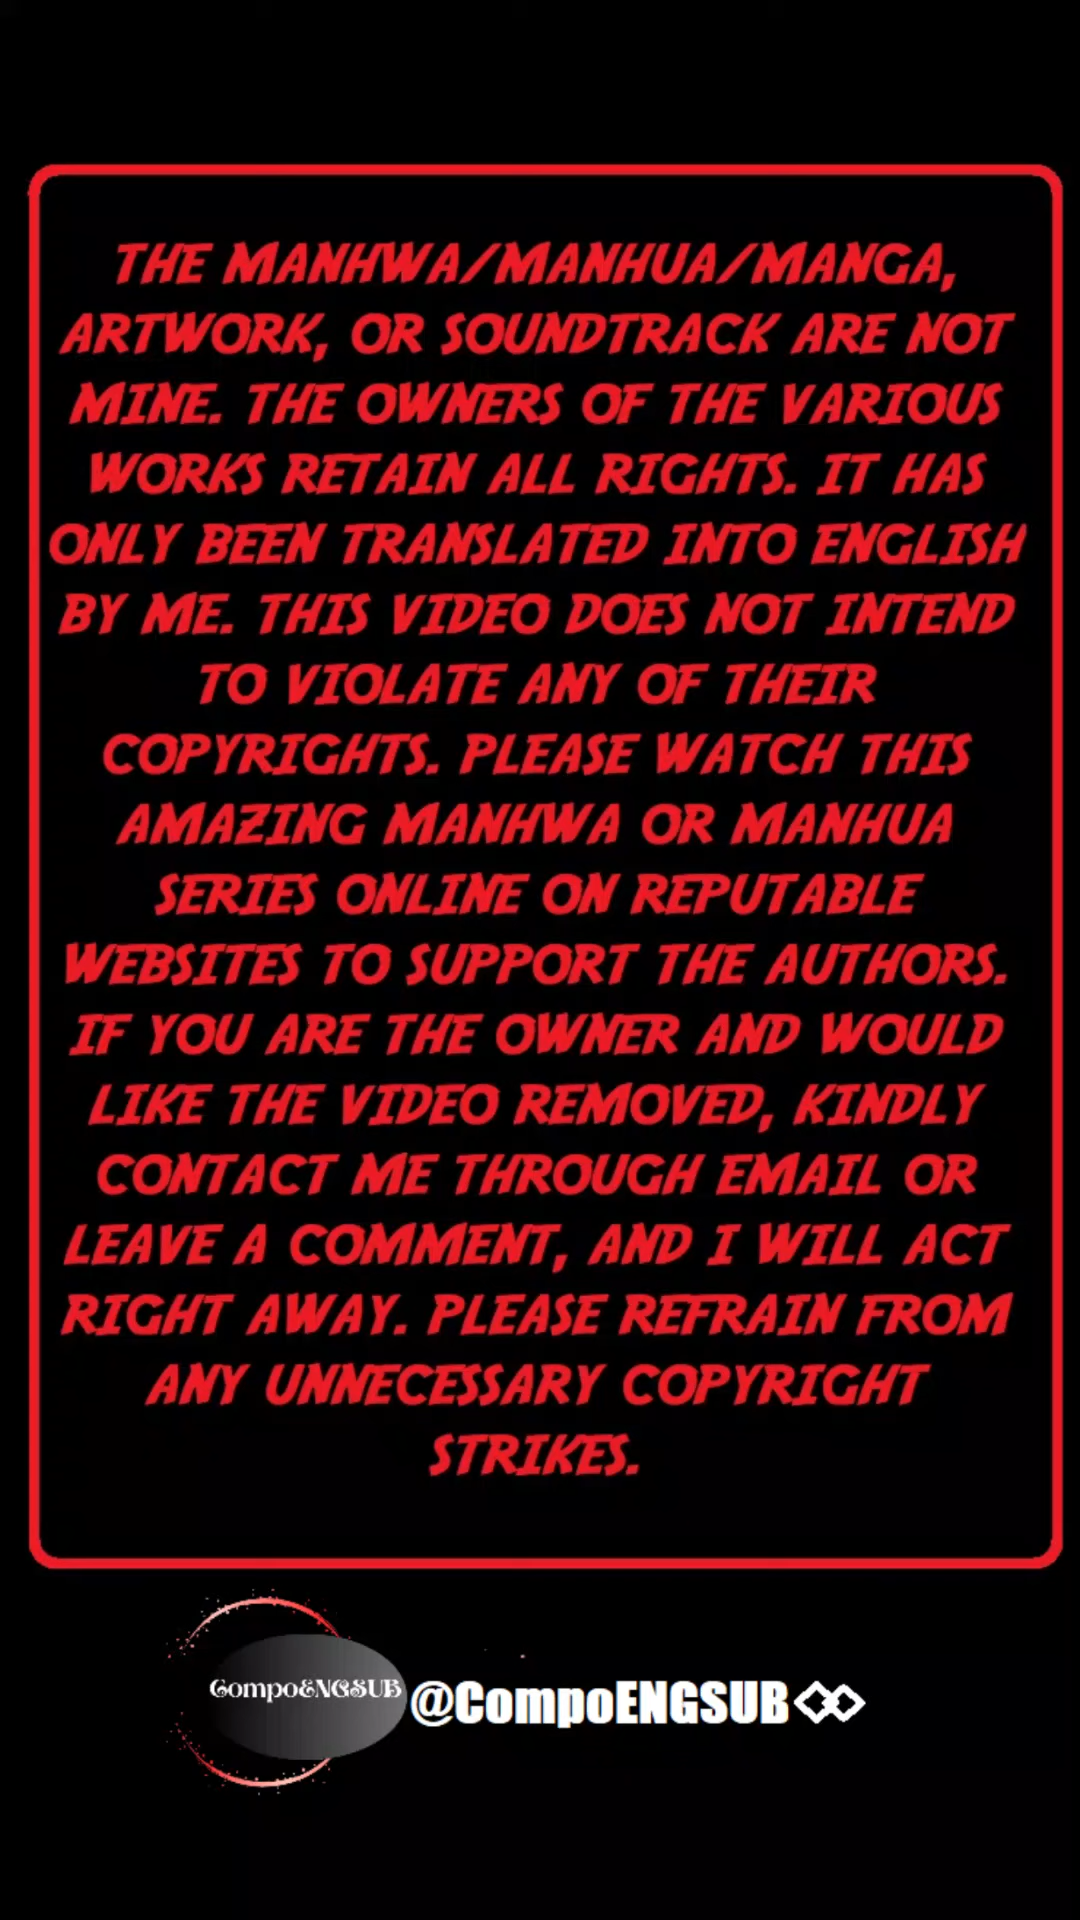 THE MANHWA/MANHUA/MANGA,
ARTWORK, OR SOUNDTRACK ARE NOT
MINE. THE OWNERS OF THE VARIOUS
WORKS RETAIN ALL RIGHTS. IT HAS
ONLY BEEN TRANSLATED INTO ENGLISH
BY ME. THIS VIDEO DOES NOT INTEND
TO VIOLATE ANY OF THEIR
COPYRIGHTS. PLEASE WATCH THIS
AMAZING MANHWA OR MANHUA
SERIES ONLINE ON REPUTABLE
WEBSITES TO SUPPORT THE AUTHORS.
IF YOU ARE THE OWNER AND WOULD
LIKE THE VIDEO REMOVED, KINDLY
CONTACT ME THROUGH EMAIL OR
LEAVE A COMMENT, AND I WILL ACT
RIGHT AWAY. PLEASE REFRAIN FROM
ANY UNNECESSARY COPYRIGHT
STRIKES.
CompoENGSUB
@CompoENGSUB